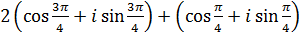 2 (cos 3π/4 + i sin 3π/4) + (cos π/4 + i sin π/4)